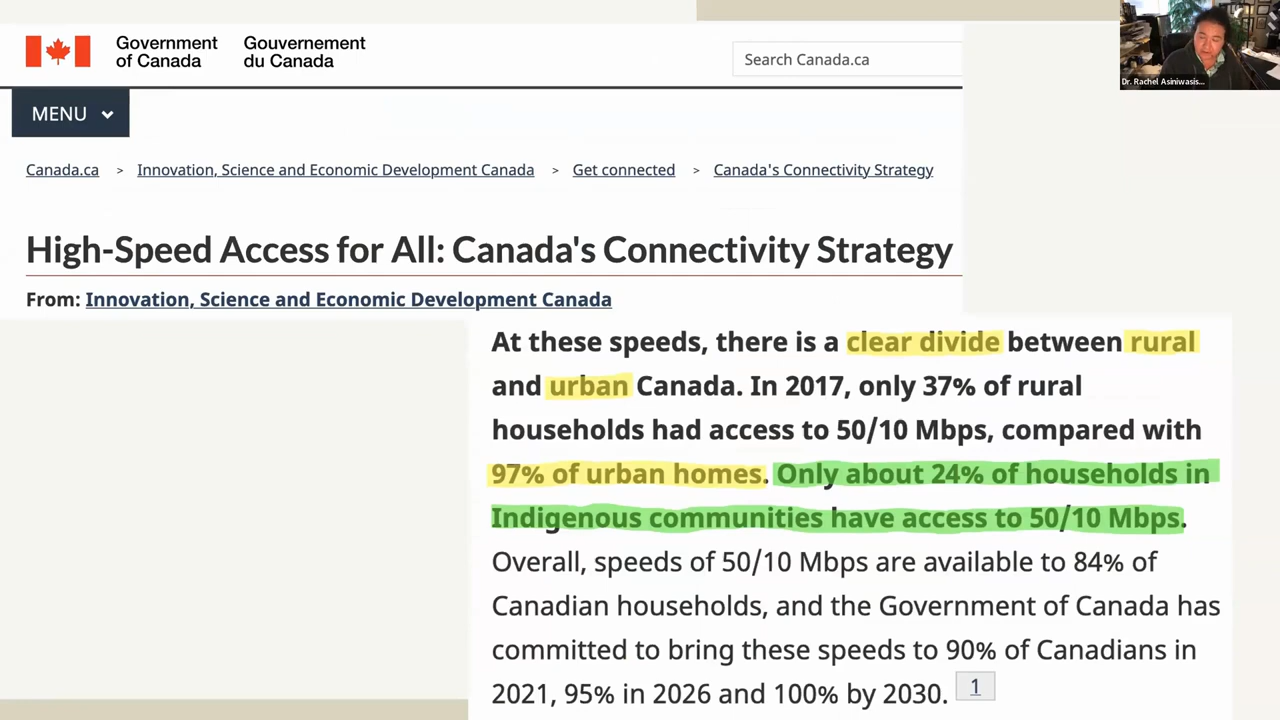 Government
of Canada
Gouvernement
du Canada
Search Canada.ca
Dr. Rachel Asiniwasis...
MENU
Canada.ca > Innovation, Science and Economic Development Canada > Get connected > Canada's Connectivity Strategy
High-Speed Access for All: Canada's Connectivity Strategy
From: Innovation, Science and Economic Development Canada
At these speeds, there is a clear divide between rural
and urban Canada. In 2017, only 37% of rural
households had access to 50/10 Mbps, compared with
97% of urban homes. Only about 24% of households in
Indigenous communities have access to 50/10 Mbps.
Overall, speeds of 50/10 Mbps are available to 84% of
Canadian households, and the Government of Canada has
committed to bring these speeds to 90% of Canadians in
2021, 95% in 2026 and 100% by 2030. 1